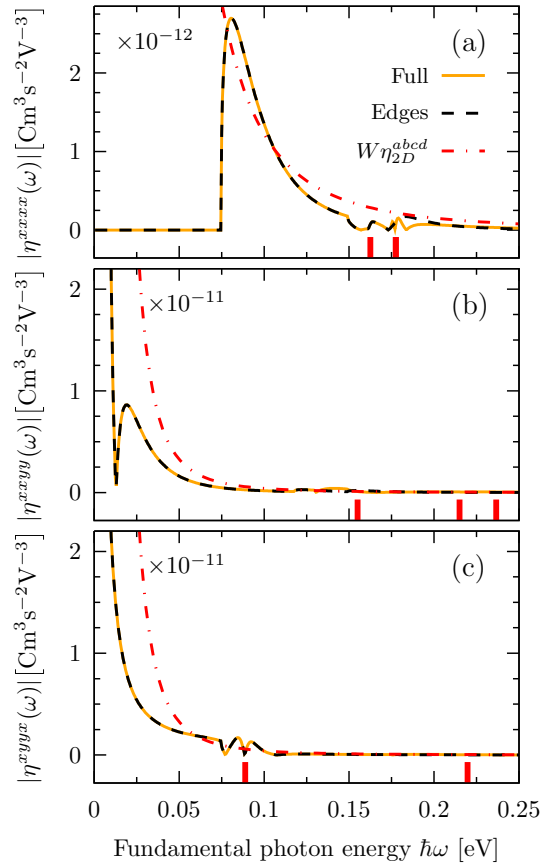 ×10−12
(a)
Full
Edges
Wη2D^abcd
2
1
0
|η^xxxx(ω)| [Cm^3s^−2V^−3]
×10−11
(b)
2
1
0
|η^xxyy(ω)| [Cm^3s^−2V^−3]
×10−11
(c)
2
1
0
|η^xyyx(ω)| [Cm^3s^−2V^−3]
0 0.05 0.1 0.15 0.2 0.25
Fundamental photon energy ℏω [eV]